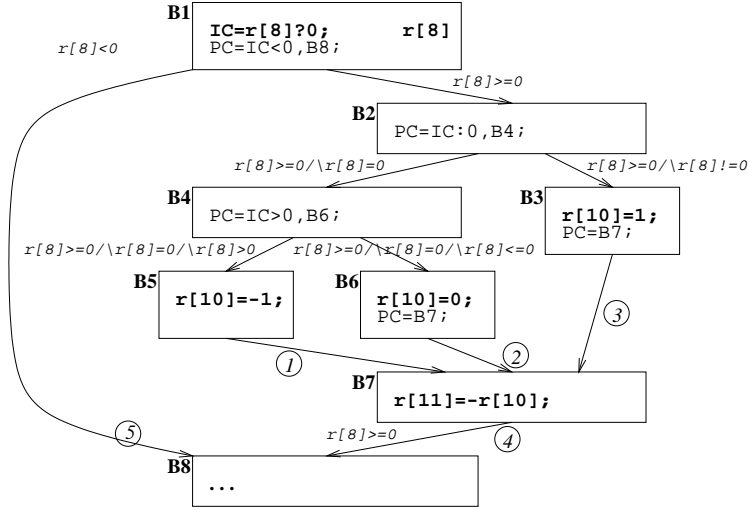 B1
IC=r[8]?0; r[8]
PC=IC<0,B8;
r[8]<0
r[8]>=0
B2
PC=IC:0,B4;
r[8]>=0/\r[8]=0
r[8]>=0/\r[8]!=0
B4
PC=IC>0,B6;
B3
r[10]=1;
PC=B7;
r[8]>=0/\r[8]=0/\r[8]>0
r[8]>=0/\r[8]=0/\r[8]<=0
B5
r[10]=-1;
B6
r[10]=0;
PC=B7;
3
1
2
B7
r[11]=-r[10];
5
r[8]>=0
4
B8
...